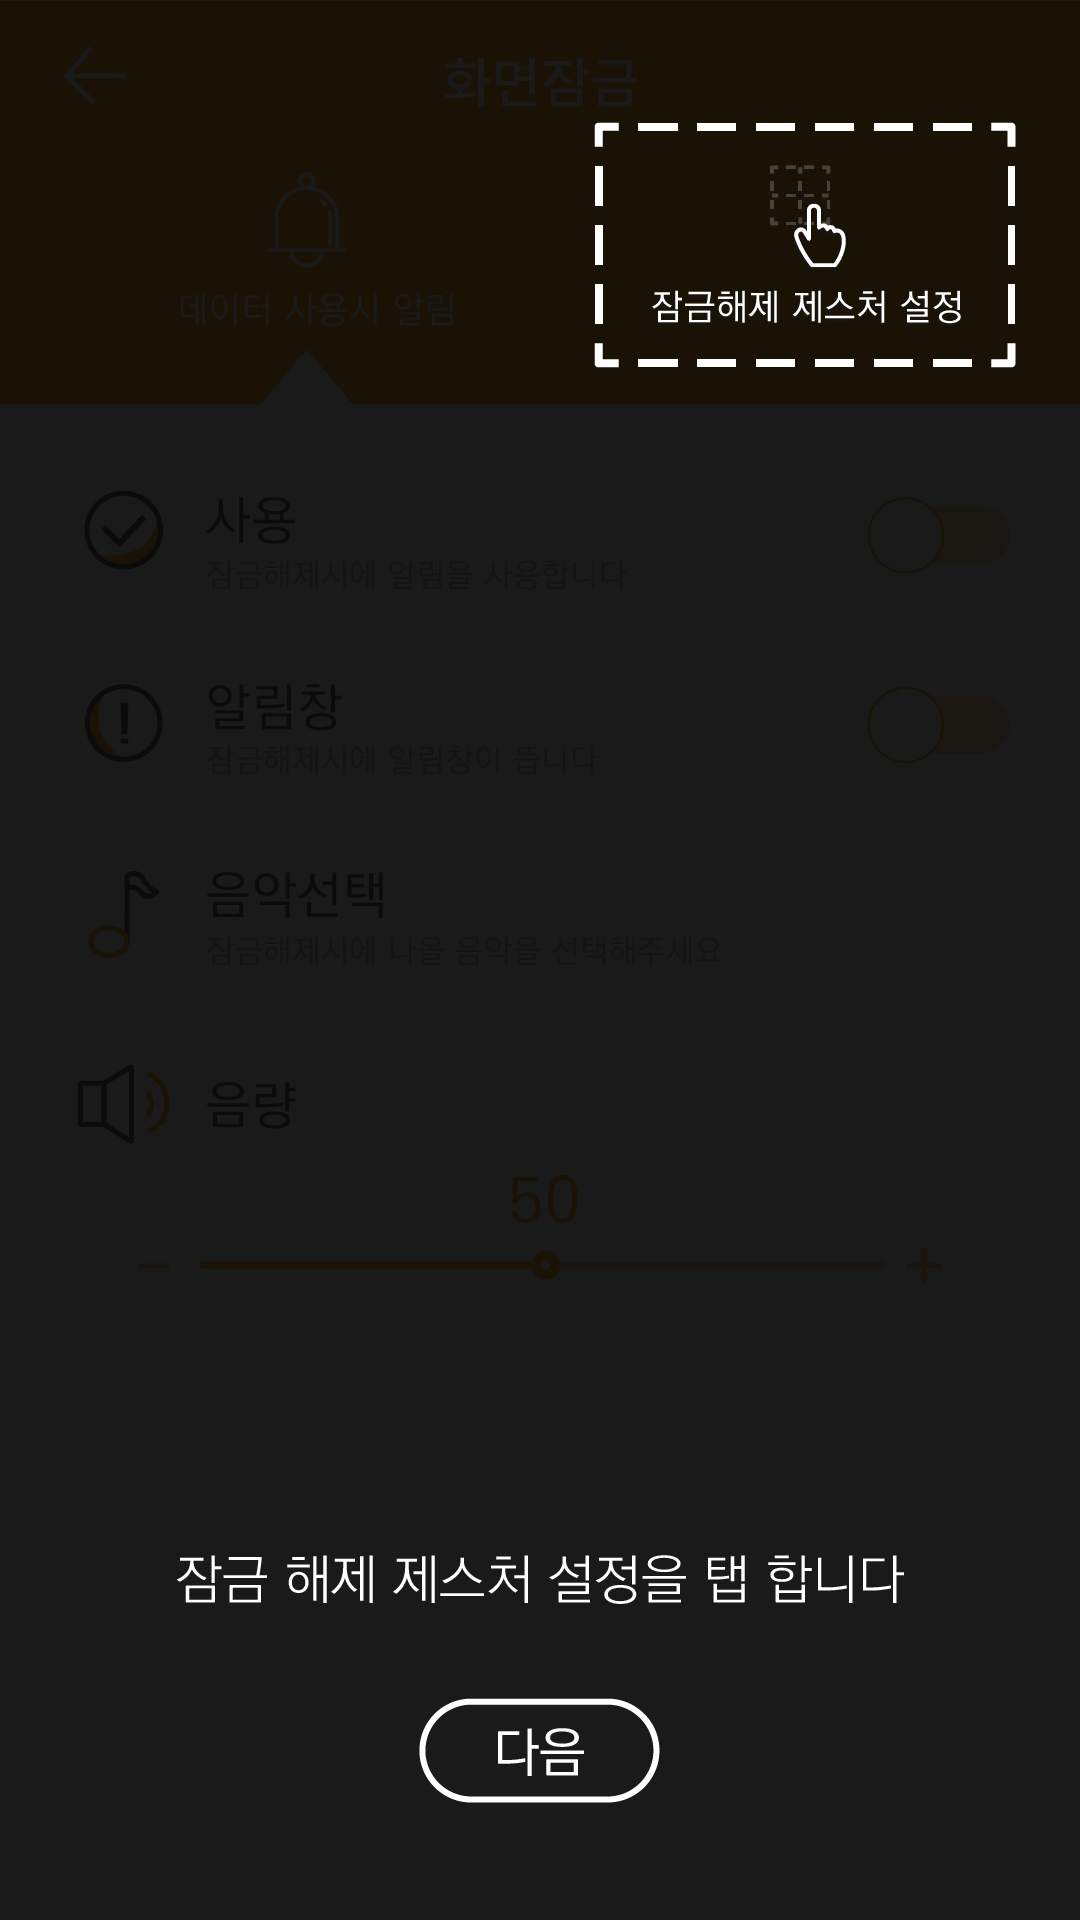 화면잠금
데이터 사용시 알림
잠금해제 제스처 설정
사용
잠금해제시에 알림을 사용합니다
알림창
잠금해제시에 알림창이 뜹니다
음악선택
잠금해제시에 나올 음악을 선택해주세요
음량
50
잠금 해제 제스처 설정을 탭 합니다
다음